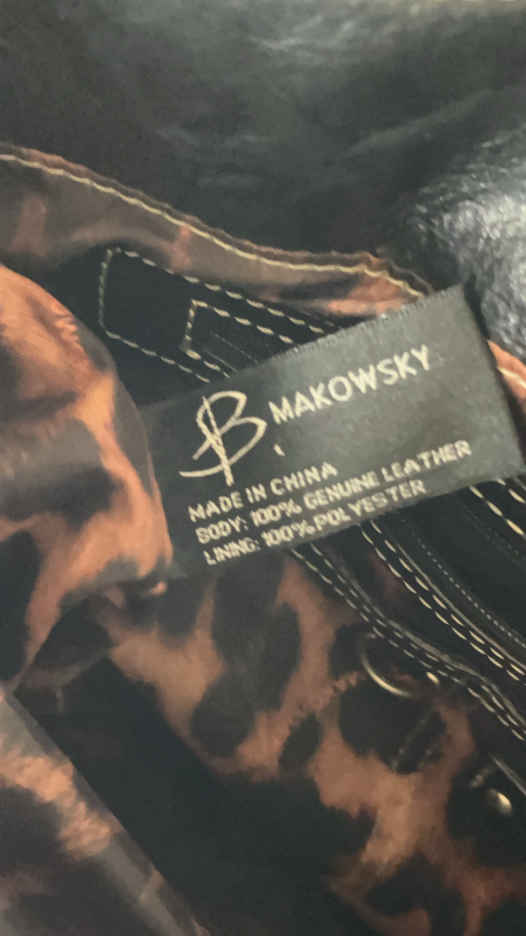 B. MAKOWSKY
MADE IN CHINA
BODY: 100% GENUINE LEATHER
LINING: 100% POLYESTER